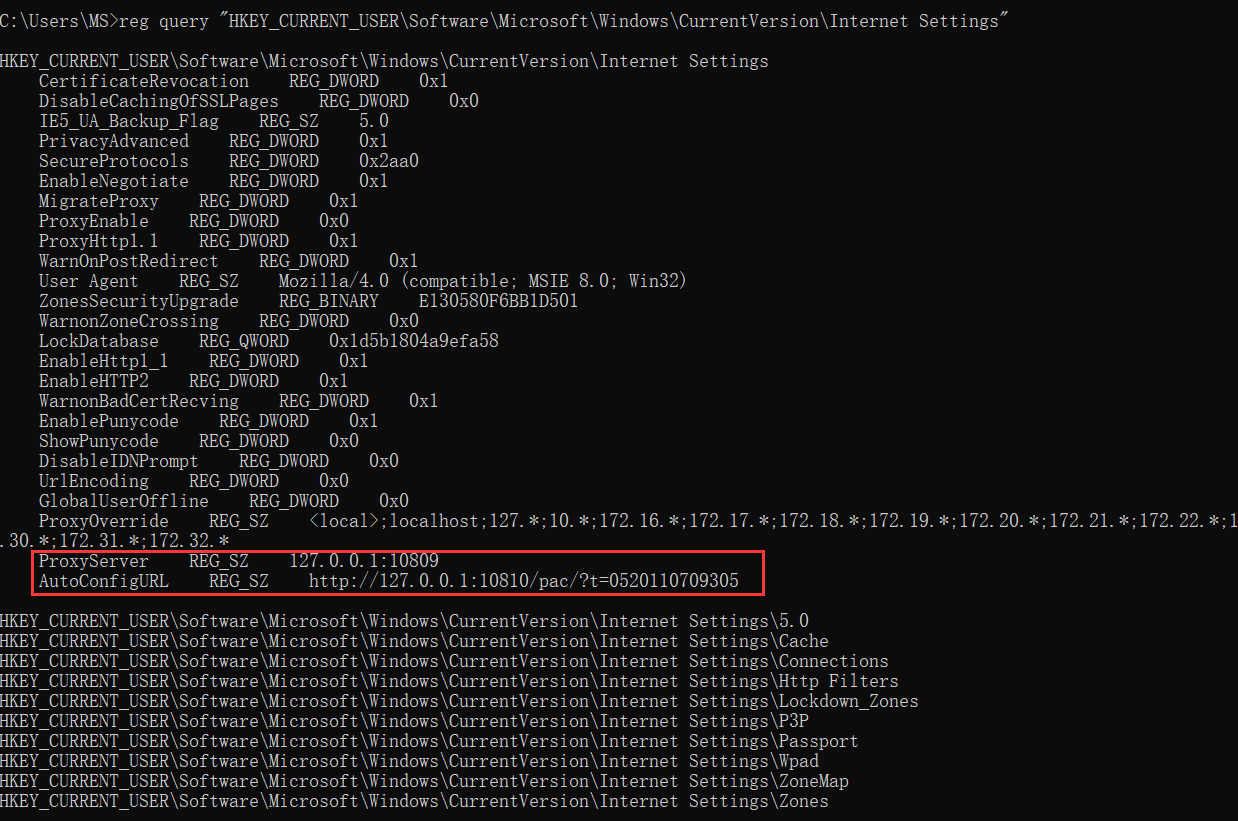 C:\Users\MS>reg query "HKEY_CURRENT_USER\Software\Microsoft\Windows\CurrentVersion\Internet Settings"
HKEY_CURRENT_USER\Software\Microsoft\Windows\CurrentVersion\Internet Settings
CertificateRevocation    REG_DWORD    0x1
DisableCachingOfSSLPages    REG_DWORD    0x0
IE5_UA_Backup_Flag    REG_SZ    5.0
PrivacyAdvanced    REG_DWORD    0x1
SecureProtocols    REG_DWORD    0x2aa0
EnableNegotiate    REG_DWORD    0x1
MigrateProxy    REG_DWORD    0x1
ProxyEnable    REG_DWORD    0x0
ProxyHttp1.1    REG_DWORD    0x1
WarnOnPostRedirect    REG_DWORD    0x1
User Agent    REG_SZ    Mozilla/4.0 (compatible; MSIE 8.0; Win32)
ZonesSecurityUpgrade    REG_BINARY    E130580F6BB1D501
WarnonZoneCrossing    REG_DWORD    0x0
LockDatabase    REG_QWORD    0x1d5b1804a9efa58
EnableHttp1_1    REG_DWORD    0x1
EnableHTTP2    REG_DWORD    0x1
WarnonBadCertRecving    REG_DWORD    0x1
EnablePunycode    REG_DWORD    0x1
ShowPunycode    REG_DWORD    0x0
DisableIDNPrompt    REG_DWORD    0x0
UrlEncoding    REG_DWORD    0x0
GlobalUserOffline    REG_DWORD    0x0
ProxyOverride    REG_SZ    <local>;localhost;127.*;10.*;172.16.*;172.17.*;172.18.*;172.19.*;172.20.*;172.21.*;172.22.*;1
.30.*;172.31.*;172.32.*
ProxyServer    REG_SZ    127.0.0.1:10809
AutoConfigURL    REG_SZ    http://127.0.0.1:10810/pac/?t=0520110709305
HKEY_CURRENT_USER\Software\Microsoft\Windows\CurrentVersion\Internet Settings\5.0
HKEY_CURRENT_USER\Software\Microsoft\Windows\CurrentVersion\Internet Settings\Cache
HKEY_CURRENT_USER\Software\Microsoft\Windows\CurrentVersion\Internet Settings\Connections
HKEY_CURRENT_USER\Software\Microsoft\Windows\CurrentVersion\Internet Settings\Http Filters
HKEY_CURRENT_USER\Software\Microsoft\Windows\CurrentVersion\Internet Settings\Lockdown_Zones
HKEY_CURRENT_USER\Software\Microsoft\Windows\CurrentVersion\Internet Settings\P3P
HKEY_CURRENT_USER\Software\Microsoft\Windows\CurrentVersion\Internet Settings\Passport
HKEY_CURRENT_USER\Software\Microsoft\Windows\CurrentVersion\Internet Settings\Wpad
HKEY_CURRENT_USER\Software\Microsoft\Windows\CurrentVersion\Internet Settings\ZoneMap
HKEY_CURRENT_USER\Software\Microsoft\Windows\CurrentVersion\Internet Settings\Zones